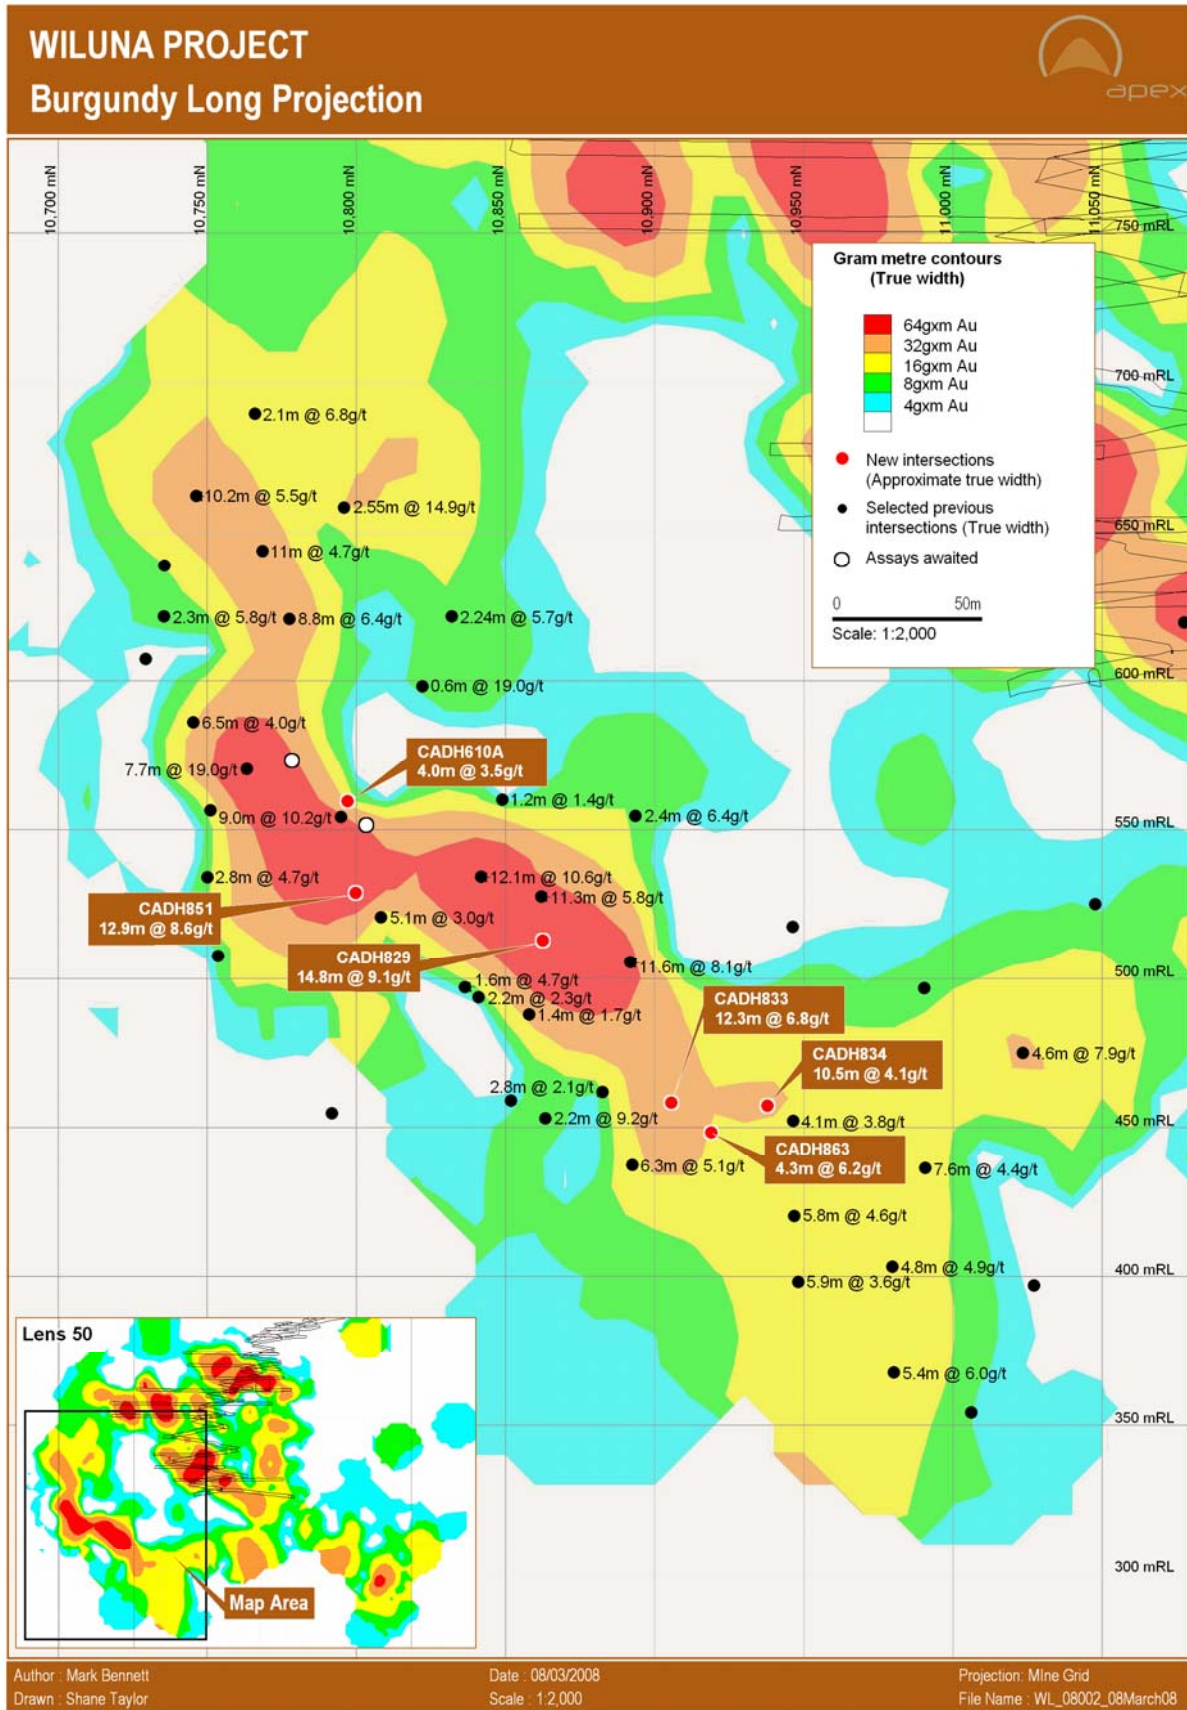 WILUNA PROJECT
Burgundy Long Projection
apex
10,700 mN
10,750 mN
10,800 mN
10,850 mN
10,900 mN
10,950 mN
11,000 mN
11,050 mN
750 mRL
Gram metre contours
(True width)
64gxm Au
32gxm Au
16gxm Au
8gxm Au
4gxm Au
New intersections
(Approximate true width)
Selected previous
intersections (True width)
Assays awaited
0 50m
Scale: 1:2,000
700 mRL
2.1m @ 6.8g/t
10.2m @ 5.5g/t
2.55m @ 14.9g/t
650 mRL
11m @ 4.7g/t
2.3m @ 5.8g/t
8.8m @ 6.4g/t
2.24m @ 5.7g/t
600 mRL
0.6m @ 19.0g/t
6.5m @ 4.0g/t
CADH610A
4.0m @ 3.5g/t
7.7m @ 19.0g/t
1.2m @ 1.4g/t
9.0m @ 10.2g/t
2.4m @ 6.4g/t
550 mRL
2.8m @ 4.7g/t
12.1m @ 10.6g/t
11.3m @ 5.8g/t
CADH851
12.9m @ 8.6g/t
5.1m @ 3.0g/t
CADH829
14.8m @ 9.1g/t
11.6m @ 8.1g/t
500 mRL
1.6m @ 4.7g/t
2.2m @ 2.3g/t
1.4m @ 1.7g/t
CADH833
12.3m @ 6.8g/t
CADH834
10.5m @ 4.1g/t
4.6m @ 7.9g/t
2.8m @ 2.1g/t
2.2m @ 9.2g/t
4.1m @ 3.8g/t
450 mRL
CADH863
4.3m @ 6.2g/t
6.3m @ 5.1g/t
7.6m @ 4.4g/t
5.8m @ 4.6g/t
4.8m @ 4.9g/t
400 mRL
5.9m @ 3.6g/t
5.4m @ 6.0g/t
350 mRL
300 mRL
Lens 50
Map Area
Author : Mark Bennett
Drawn : Shane Taylor
Date : 08/03/2008
Scale : 1:2,000
Projection: MIne Grid
File Name : WL_08002_08March08